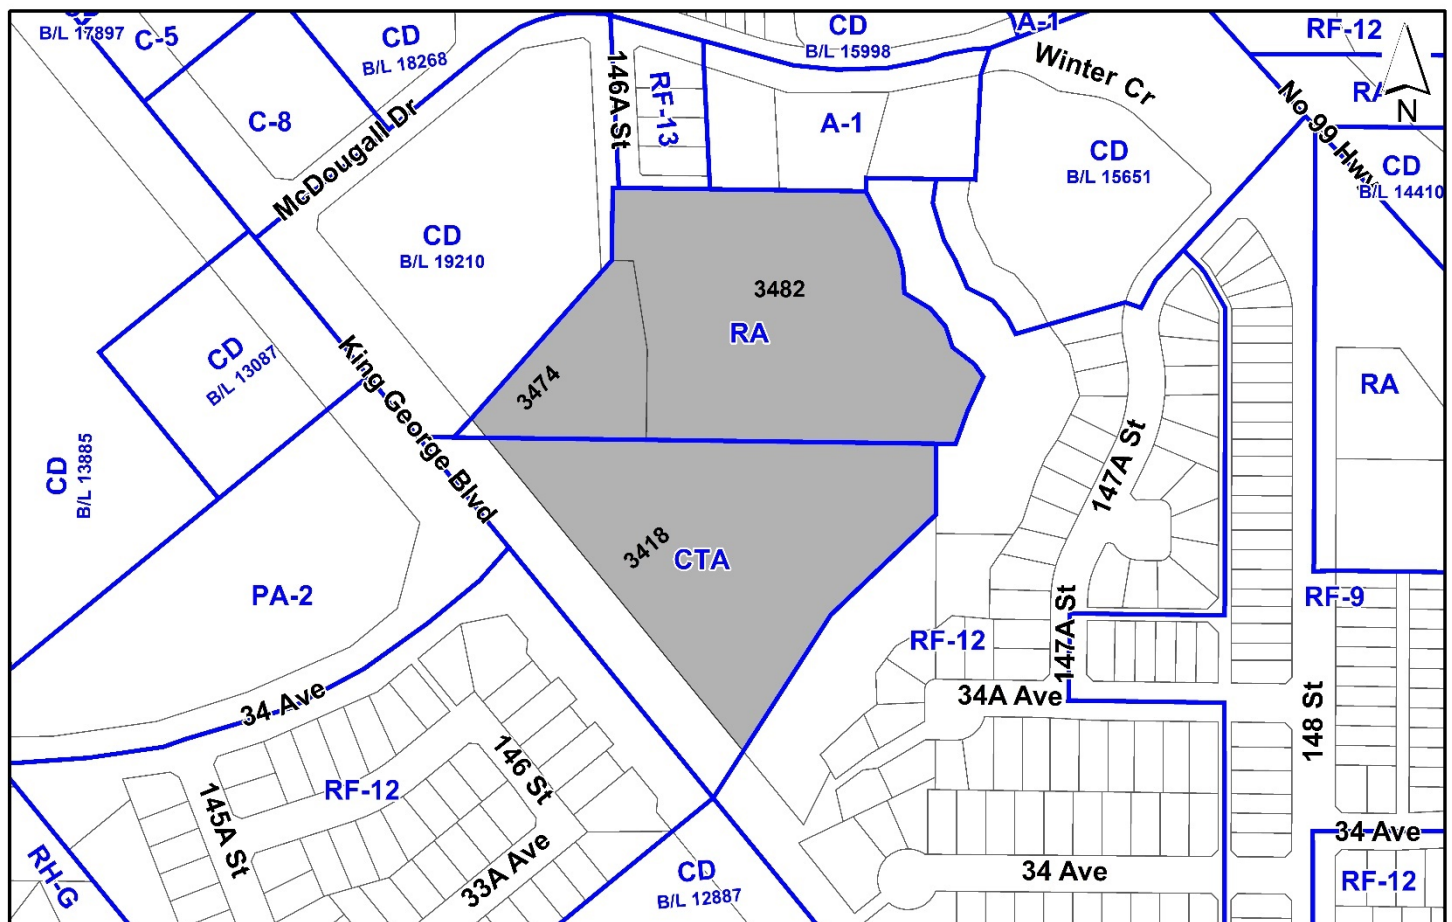 CD
B/L 17897
C-5
CD
B/L 18268
CD
B/L 15998
A-1
RF-12
Winter Cr
146A St
RF-13
RA
N
No 99 Hwy
C-8
A-1
CD
B/L 15651
CD
B/L 14410
McDougall Dr
CD
B/L 19210
3482
RA
CD
B/L 13087
King George Blvd
3474
RA
CD
B/L 13885
147A St
3418
CTA
PA-2
RF-9
147A St
RF-12
34A Ave
34 Ave
148 St
146 St
RF-12
145A St
34 Ave
33A Ave
RH-G
CD
B/L 12887
34 Ave
RF-12